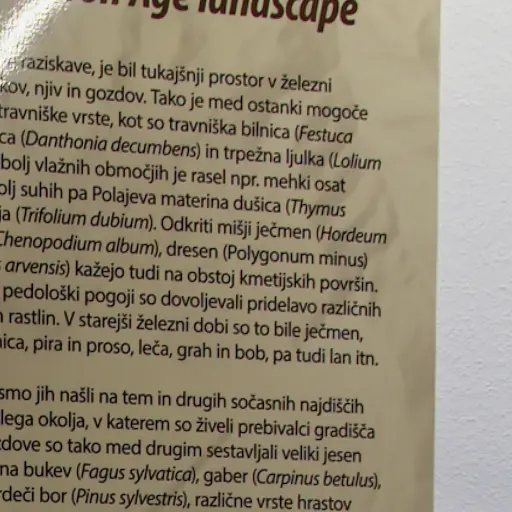 Age landscape
raziskave, je bil tukajšnji prostor v železni
kov, njiv in gozdov. Tako je med ostanki mogoče
travniške vrste, kot so travniška bilnica (Festuca
ca (Danthonia decumbens) in trpežna ljulka (Lolium
bolj vlažnih območjih je rasel npr. mehki osat
olj suhih pa Polajeva materina dušica (Thymus
ja (Trifolium dubium). Odkriti mišji ječmen (Hordeum
Chenopodium album), dresen (Polygonum minus)
arvensis) kažejo tudi na obstoj kmetijskih površin.
pedološki pogoji so dovoljevali pridelavo različnih
rastlin. V starejši železni dobi so to bile ječmen,
nica, pira in proso, leča, grah in bob, pa tudi lan itn.
smo jih našli na tem in drugih sočasnih najdiščih
lega okolja, v katerem so živeli prebivalci gradišča
zdove so tako med drugim sestavljali veliki jesen
na bukev (Fagus sylvatica), gaber (Carpinus betulus),
rdeči bor (Pinus sylvestris), različne vrste hrastov